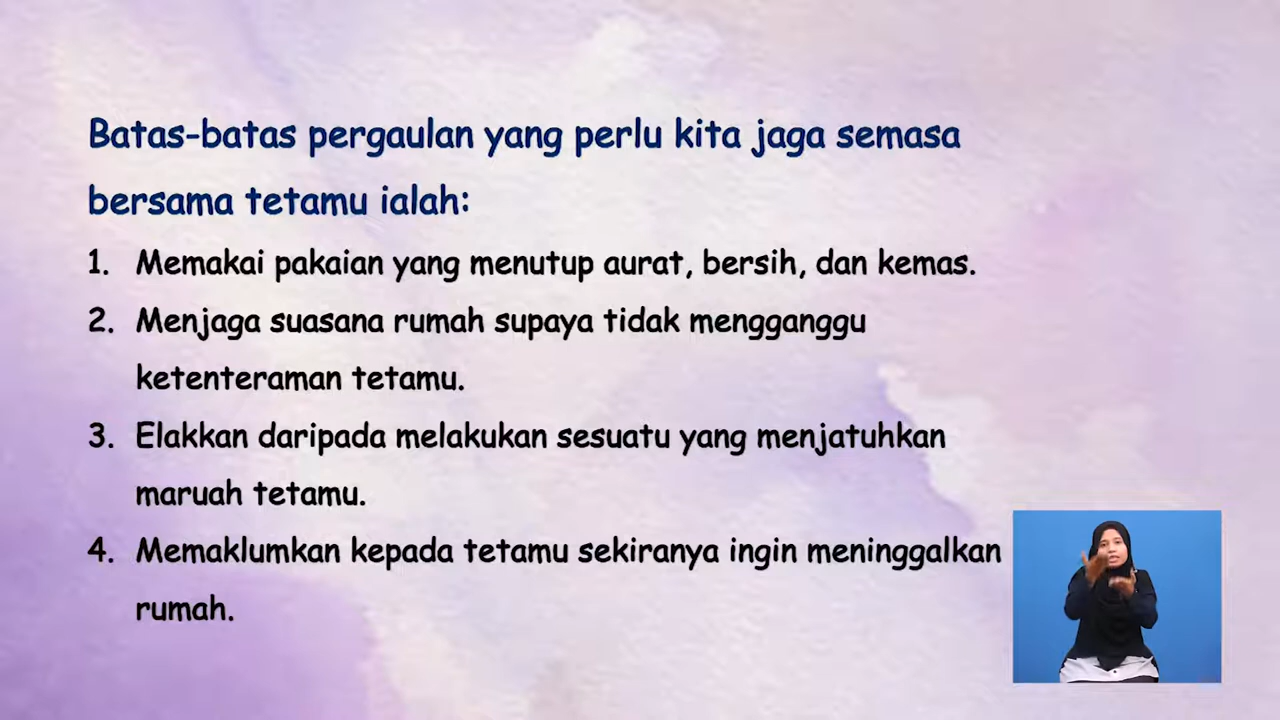 Batas-batas pergaulan yang perlu kita jaga semasa
bersama tetamu ialah:
1. Memakai pakaian yang menutup aurat, bersih, dan kemas.
2. Menjaga suasana rumah supaya tidak mengganggu
ketenteraman tetamu.
3. Elakkan daripada melakukan sesuatu yang menjatuhkan
maruah tetamu.
4. Memaklumkan kepada tetamu sekiranya ingin meninggalkan
rumah.